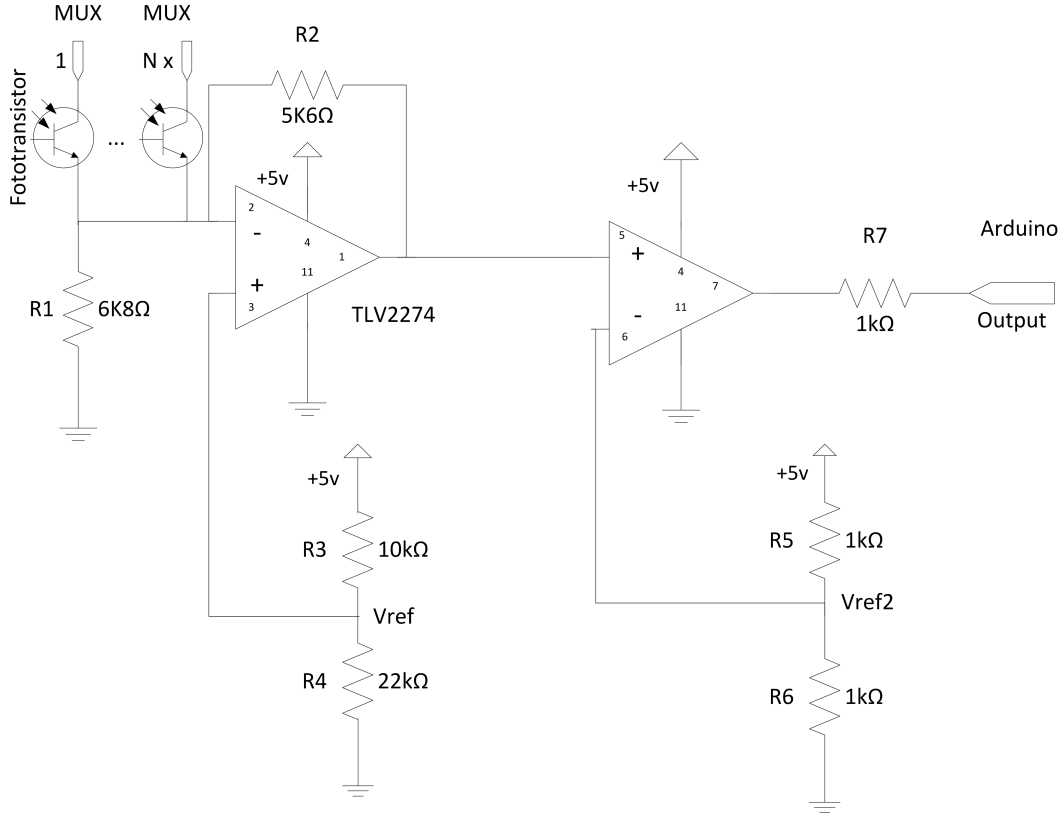 MUX
MUX
1
N x
Fototransistor
...
R2
5K6Ω
+5v
2
-
4
1
11
+
3
TLV2274
R1
6K8Ω
+5v
5
+
4
7
11
-
6
R7
1kΩ
Arduino
Output
+5v
R3
10kΩ
Vref
R4
22kΩ
+5v
R5
1kΩ
Vref2
R6
1kΩ